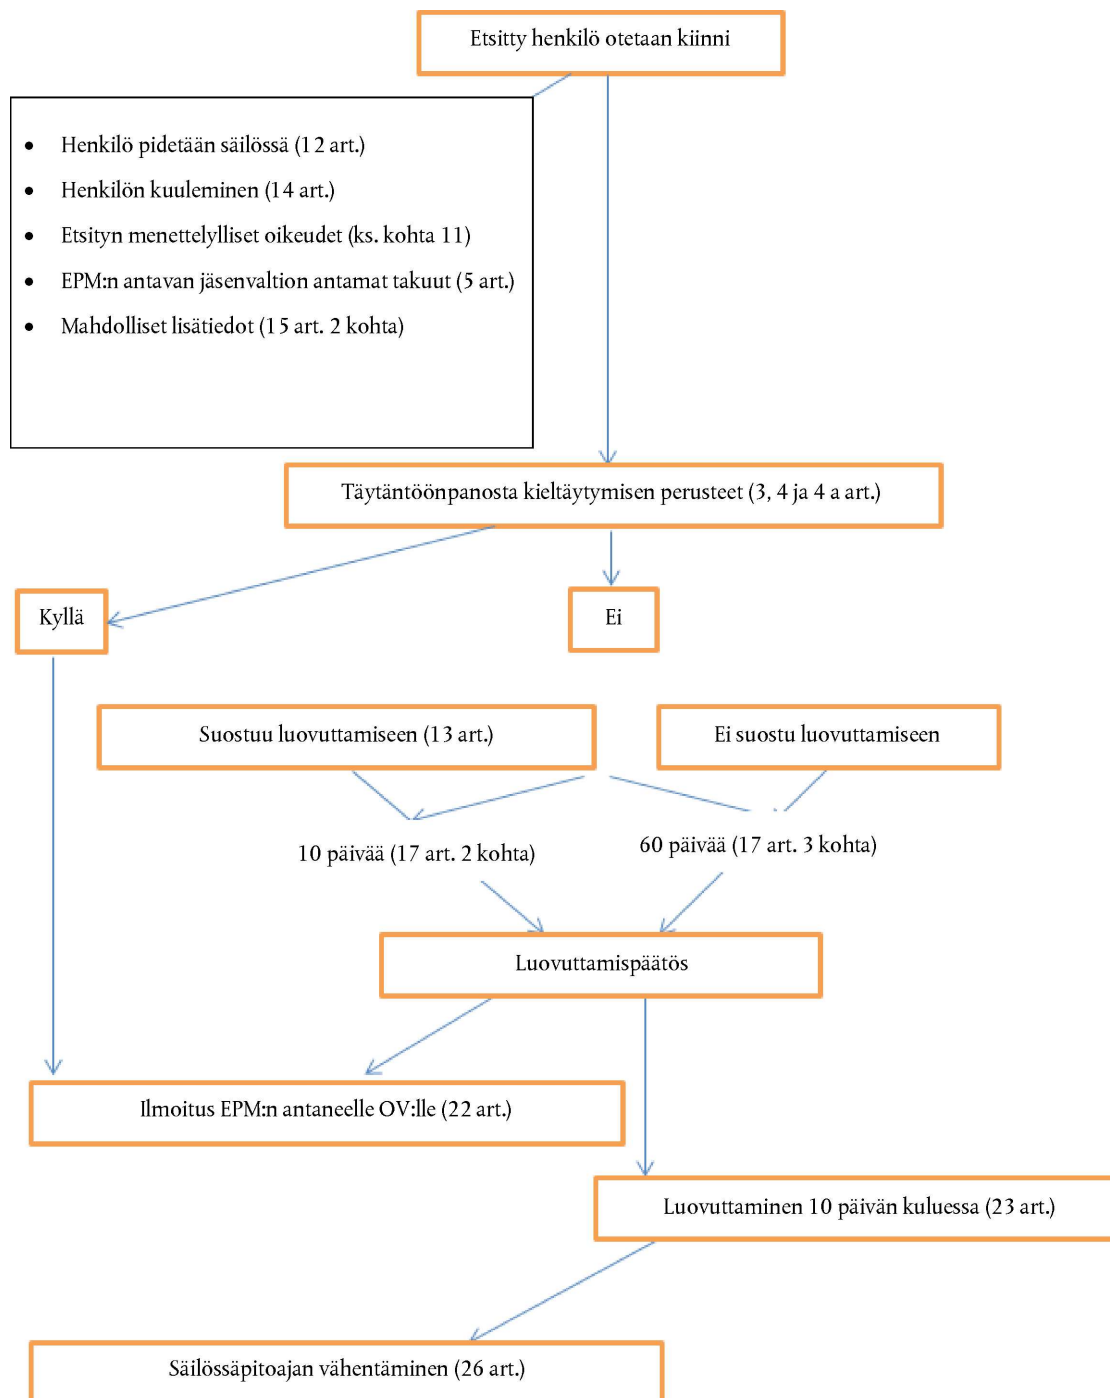 Etsitty henkilö otetaan kiinni
• Henkilö pidetään säilössä (12 art.)
• Henkilön kuuleminen (14 art.)
• Etsityn menettelylliset oikeudet (ks. kohta 11)
• EPM:n antavan jäsenvaltion antamat takuut (5 art.)
• Mahdolliset lisätiedot (15 art. 2 kohta)
Täytäntöönpanosta kieltäytymisen perusteet (3, 4 ja 4 a art.)
Kyllä
Ei
Suostuu luovuttamiseen (13 art.)
Ei suostu luovuttamiseen
10 päivää (17 art. 2 kohta)
60 päivää (17 art. 3 kohta)
Luovuttamispäätös
Ilmoitus EPM:n antaneelle OV:lle (22 art.)
Luovuttaminen 10 päivän kuluessa (23 art.)
Säilössäpitoajan vähentäminen (26 art.)